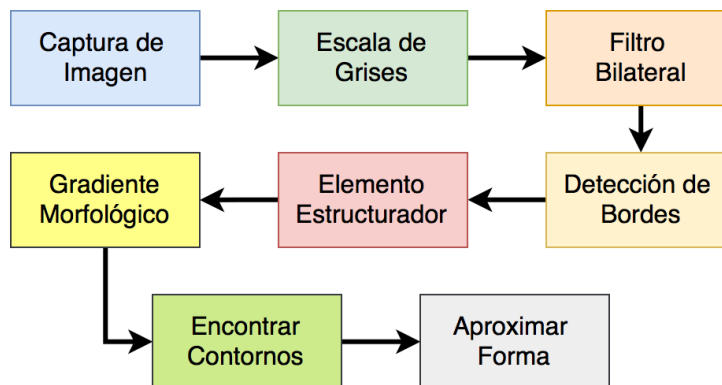 Captura de
Imagen
Escala de
Grises
Filtro
Bilateral
Detección de
Bordes
Elemento
Estructurador
Gradiente
Morfológico
Encontrar
Contornos
Aproximar
Forma